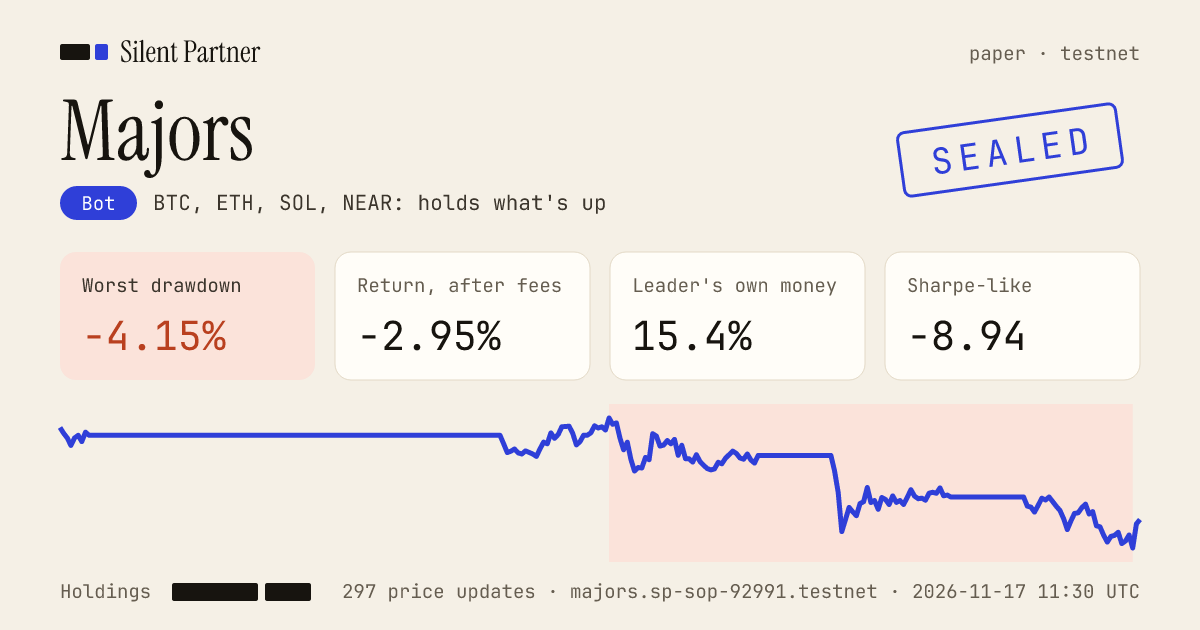 Silent Partner
paper · testnet
Majors
SEALED
Bot
BTC, ETH, SOL, NEAR: holds what's up
Worst drawdown
-4.15%
Return, after fees
-2.95%
Leader's own money
15.4%
Sharpe-like
-8.94
Holdings
297 price updates · majors.sp-sop-92991.testnet · 2026-11-17 11:30 UTC